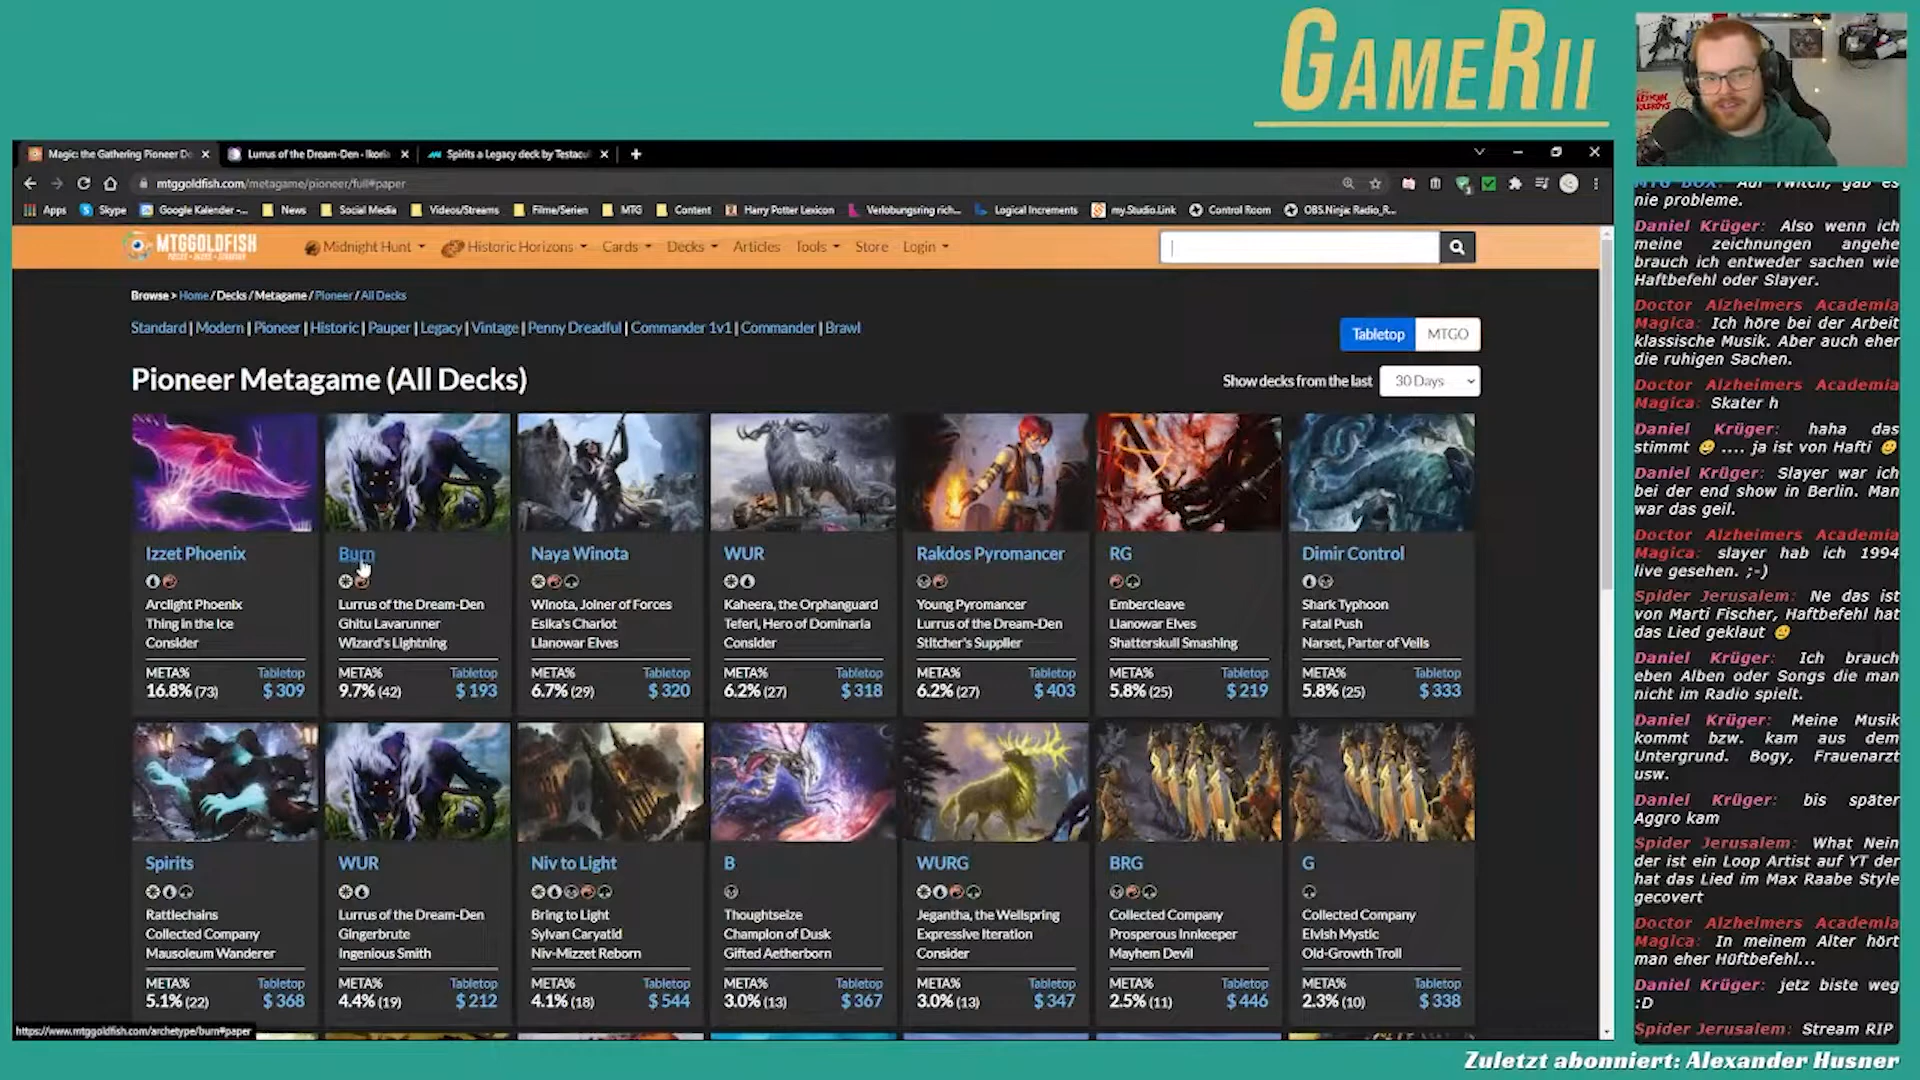 GAMERII
Magic: the Gathering Pioneer De
Lurrus of the Dream-Den · Ikoria
Spirits a Legacy deck by Testacul
mtggoldfish.com/metagame/pioneer/full#paper
Apps
Skype
Google Kalender -...
News
Social Media
Videos/Streams
Filme/Serien
MTG
Content
Harry Potter Lexicon
Verlobungsring rich...
Logical Increments
my.Studio.Link
Control Room
OBS.Ninja: Radio_R...
MTGGOLDFISH
Midnight Hunt
Historic Horizons
Cards
Decks
Articles
Tools
Store
Login
Browse > Home / Decks / Metagame / Pioneer / All Decks
Standard | Modern | Pioneer | Historic | Pauper | Legacy | Vintage | Penny Dreadful | Commander 1v1 | Commander | Brawl
Tabletop MTGO
Pioneer Metagame (All Decks)
Show decks from the last 30 Days
Izzet Phoenix
Arclight Phoenix
Thing in the Ice
Consider
META% Tabletop
16.8% (73) $ 309
Burn
Lurrus of the Dream-Den
Ghitu Lavarunner
Wizard's Lightning
META% Tabletop
9.7% (42) $ 193
Naya Winota
Winota, Joiner of Forces
Esika's Chariot
Llanowar Elves
META% Tabletop
6.7% (29) $ 320
WUR
Kaheera, the Orphanguard
Teferi, Hero of Dominaria
Consider
META% Tabletop
6.2% (27) $ 318
Rakdos Pyromancer
Young Pyromancer
Lurrus of the Dream-Den
Stitcher's Supplier
META% Tabletop
6.2% (27) $ 403
RG
Embercleave
Llanowar Elves
Shatterskull Smashing
META% Tabletop
5.8% (25) $ 219
Dimir Control
Shark Typhoon
Fatal Push
Narset, Parter of Veils
META% Tabletop
5.8% (25) $ 333
Spirits
Rattlechains
Collected Company
Mausoleum Wanderer
META% Tabletop
5.1% (22) $ 368
WUR
Lurrus of the Dream-Den
Gingerbrute
Ingenious Smith
META% Tabletop
4.4% (19) $ 212
Niv to Light
Bring to Light
Sylvan Caryatid
Niv-Mizzet Reborn
META% Tabletop
4.1% (18) $ 544
B
Thoughtseize
Champion of Dusk
Gifted Aetherborn
META% Tabletop
3.0% (13) $ 367
WURG
Jegantha, the Wellspring
Expressive Iteration
Consider
META% Tabletop
3.0% (13) $ 347
BRG
Collected Company
Prosperous Innkeeper
Mayhem Devil
META% Tabletop
2.5% (11) $ 446
G
Collected Company
Elvish Mystic
Old-Growth Troll
META% Tabletop
2.3% (10) $ 338
https://www.mtggoldfish.com/archetype/burn#paper
MTG BOX: Auf Twitch, gab es
nie probleme.
Daniel Krüger: Also wenn ich
meine zeichnungen angehe
brauch ich entweder sachen wie
Haftbefehl oder Slayer.
Doctor Alzheimers Academia
Magica: Ich höre bei der Arbeit
klassische Musik. Aber auch eher
die ruhigen Sachen.
Doctor Alzheimers Academia
Magica: Skater h
Daniel Krüger: haha das
stimmt 😄 .... ja ist von Hafti 🙂
Daniel Krüger: Slayer war ich
bei der end show in Berlin. Man
war das geil.
Doctor Alzheimers Academia
Magica: slayer hab ich 1994
live gesehen. ;-)
Spider Jerusalem: Ne das ist
von Marti Fischer, Haftbefehl hat
das Lied geklaut
Daniel Krüger: Ich brauch
eben Alben oder Songs die man
nicht im Radio spielt.
Daniel Krüger: Meine Musik
kommt bzw. kam aus dem
Untergrund. Bogy, Frauenarzt
usw.
Daniel Krüger: bis später
Aggro kam
Spider Jerusalem: What Nein
der ist ein Loop Artist auf YT der
hat das Lied im Max Raabe Style
gecovert
Doctor Alzheimers Academia
Magica: In meinem Alter hört
man eher Hüftbefehl...
Daniel Krüger: jetz biste weg
:D
Spider Jerusalem: Stream RIP
Zuletzt abonniert: Alexander Husner